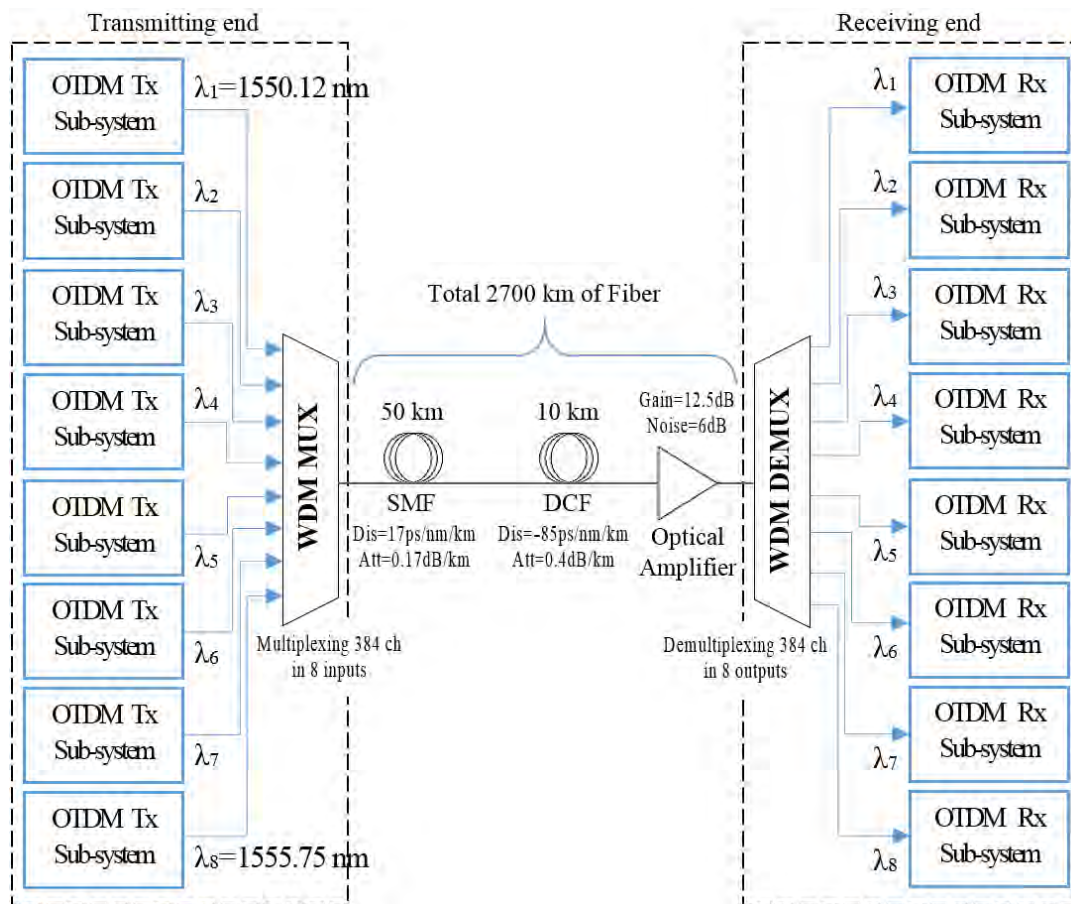 Transmitting end
Receiving end
OTDM Tx
Sub-system
λ1=1550.12 nm
OTDM Tx
Sub-system
λ2
OTDM Tx
Sub-system
λ3
OTDM Tx
Sub-system
λ4
OTDM Tx
Sub-system
λ5
OTDM Tx
Sub-system
λ6
OTDM Tx
Sub-system
λ7
OTDM Tx
Sub-system
λ8=1555.75 nm
WDM MUX
Multiplexing 384 ch
in 8 inputs
Total 2700 km of Fiber
50 km
SMF
Dis=17ps/nm/km
Att=0.17dB/km
10 km
DCF
Dis=-85ps/nm/km
Att=0.4dB/km
Gain=12.5dB
Noise=6dB
Optical
Amplifier
WDM DEMUX
Demultiplexing 384 ch
in 8 outputs
λ1
OTDM Rx
Sub-system
λ2
OTDM Rx
Sub-system
λ3
OTDM Rx
Sub-system
λ4
OTDM Rx
Sub-system
λ5
OTDM Rx
Sub-system
λ6
OTDM Rx
Sub-system
λ7
OTDM Rx
Sub-system
λ8
OTDM Rx
Sub-system